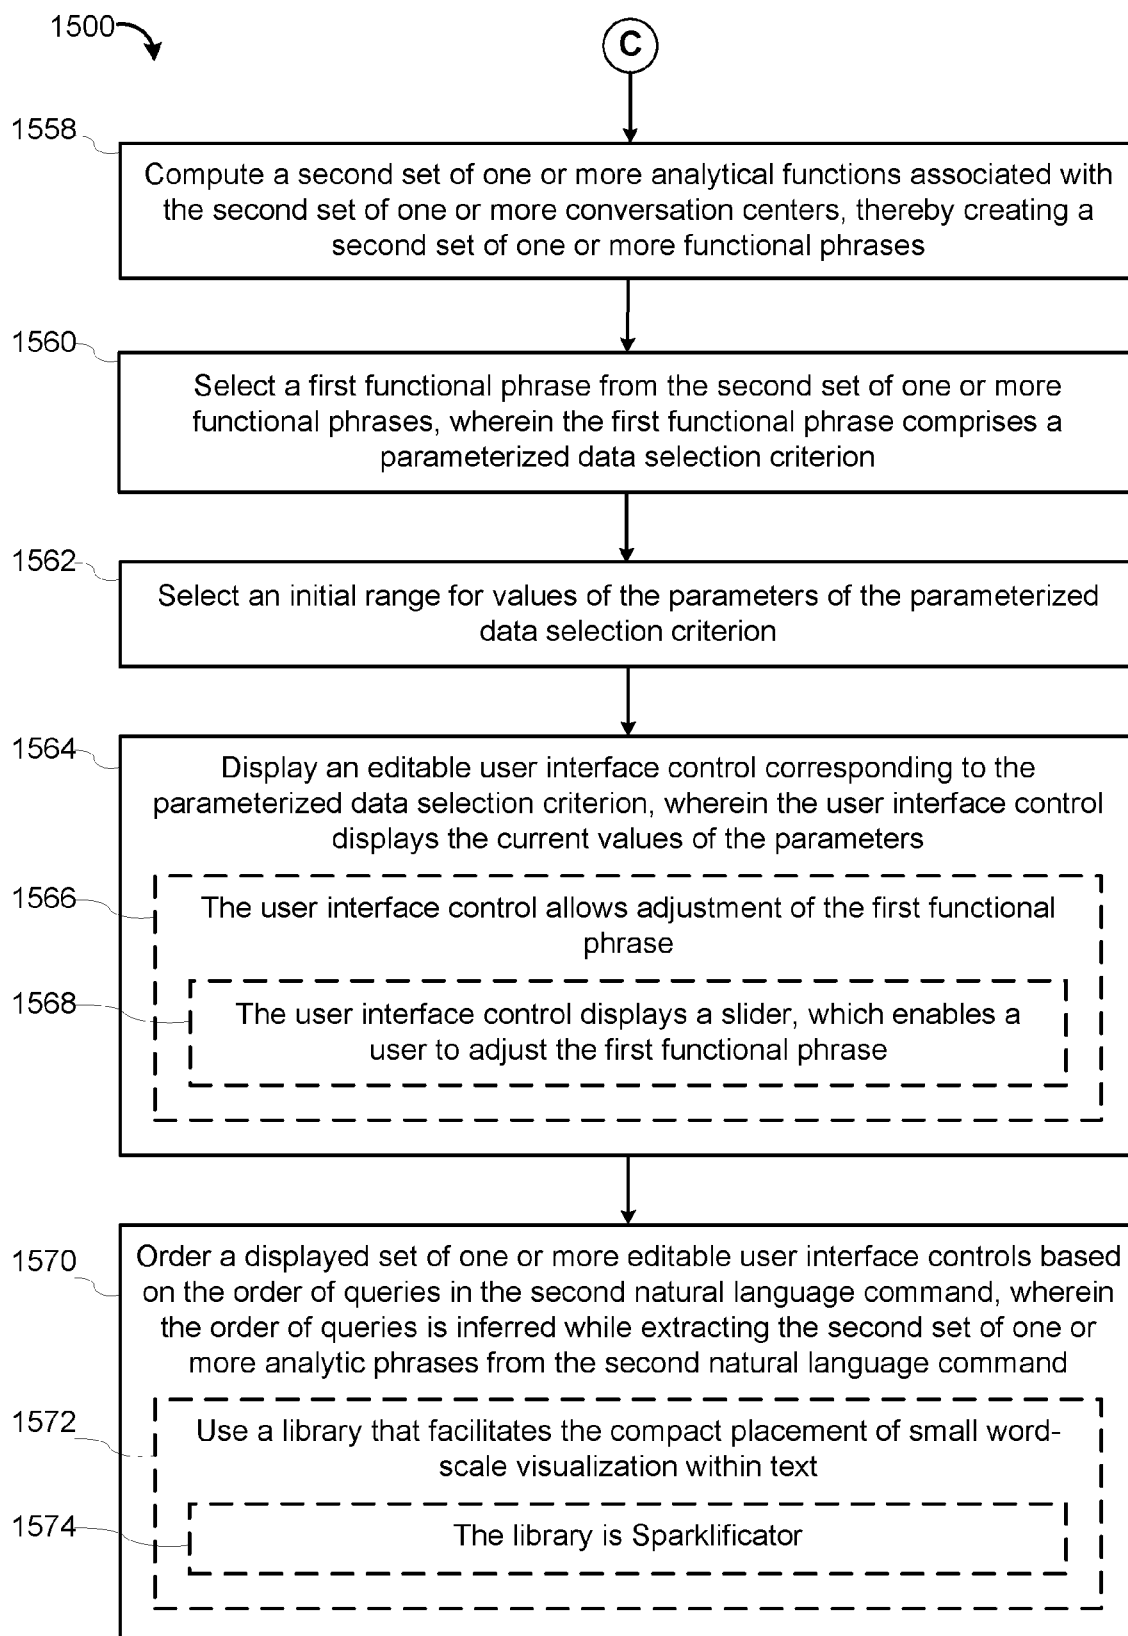 1500
C
1558
Compute a second set of one or more analytical functions associated with
the second set of one or more conversation centers, thereby creating a
second set of one or more functional phrases
1560
Select a first functional phrase from the second set of one or more
functional phrases, wherein the first functional phrase comprises a
parameterized data selection criterion
1562
Select an initial range for values of the parameters of the parameterized
data selection criterion
1564
Display an editable user interface control corresponding to the
parameterized data selection criterion, wherein the user interface control
displays the current values of the parameters
1566
The user interface control allows adjustment of the first functional
phrase
1568
The user interface control displays a slider, which enables a
user to adjust the first functional phrase
1570
Order a displayed set of one or more editable user interface controls based
on the order of queries in the second natural language command, wherein
the order of queries is inferred while extracting the second set of one or
more analytic phrases from the second natural language command
1572
Use a library that facilitates the compact placement of small word-
scale visualization within text
1574
The library is Sparklificator